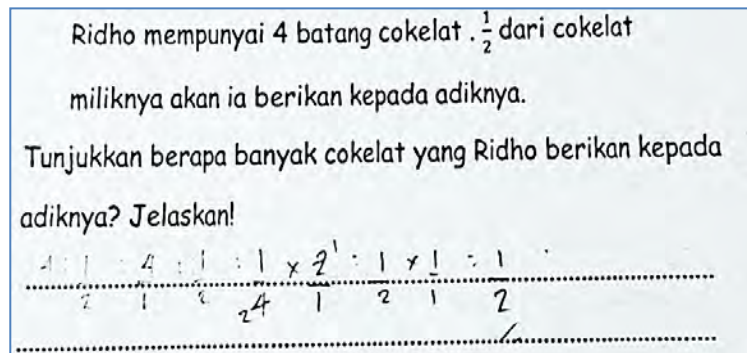 Ridho mempunyai 4 batang cokelat . 1/2 dari cokelat
miliknya akan ia berikan kepada adiknya.
Tunjukkan berapa banyak cokelat yang Ridho berikan kepada
adiknya? Jelaskan!
4 : 1/2 : 4/1 : 1/2 : 1/4 2 × 2/1 1 : 1/2 × 1/1 : 1/2